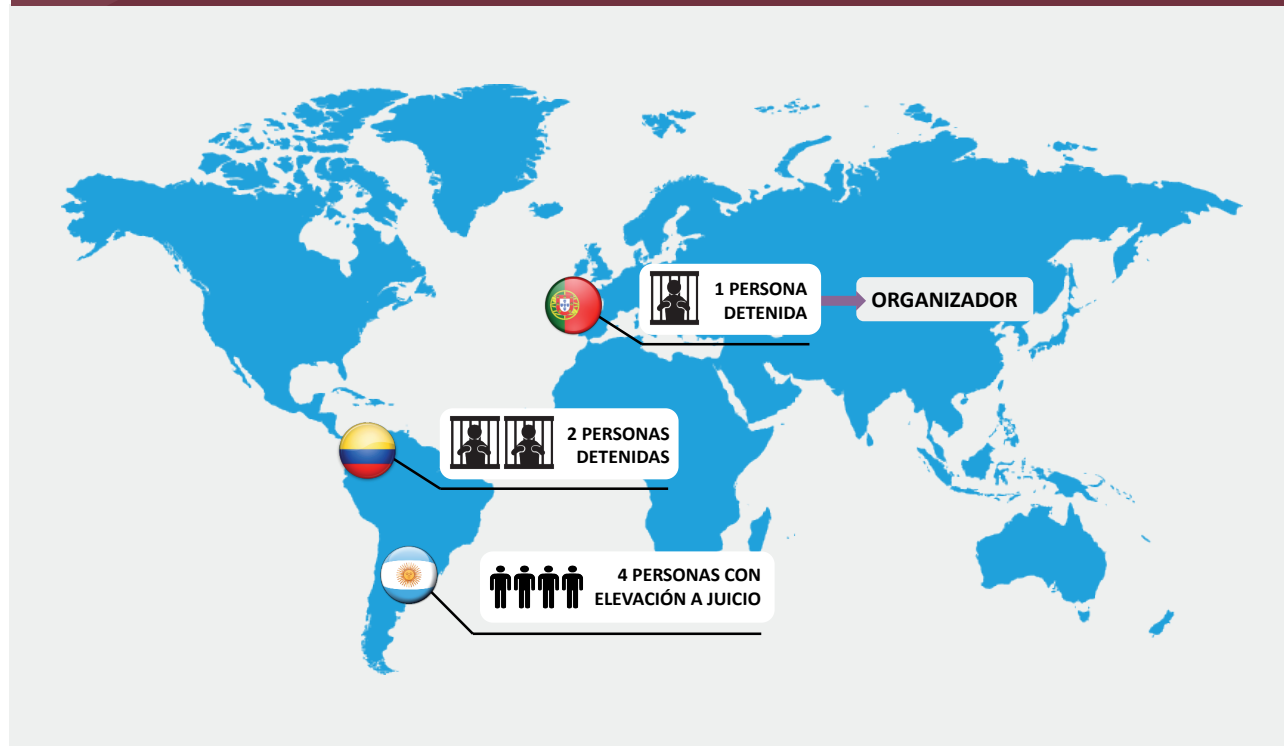 1 PERSONA
DETENIDA
ORGANIZADOR
2 PERSONAS
DETENIDAS
4 PERSONAS CON
ELEVACIÓN A JUICIO